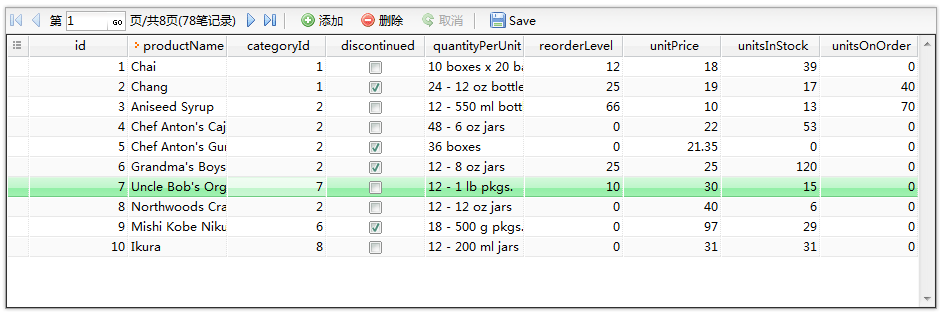 第 1 GO 页/共8页(78笔记录) 添加 删除 取消 Save
id productName categoryId discontinued quantityPerUnit reorderLevel unitPrice unitsInStock unitsOnOrder
1 Chai 1 10 boxes x 20 ba 12 18 39 0
2 Chang 1 24 - 12 oz bottle 25 19 17 40
3 Aniseed Syrup 2 12 - 550 ml bott 66 10 13 70
4 Chef Anton's Caj 2 48 - 6 oz jars 0 22 53 0
5 Chef Anton's Gur 2 36 boxes 0 21.35 0 0
6 Grandma's Boys 2 12 - 8 oz jars 25 25 120 0
7 Uncle Bob's Org 7 12 - 1 lb pkgs. 10 30 15 0
8 Northwoods Cra 2 12 - 12 oz jars 0 40 6 0
9 Mishi Kobe Niku 6 18 - 500 g pkgs. 0 97 29 0
10 Ikura 8 12 - 200 ml jars 0 31 31 0